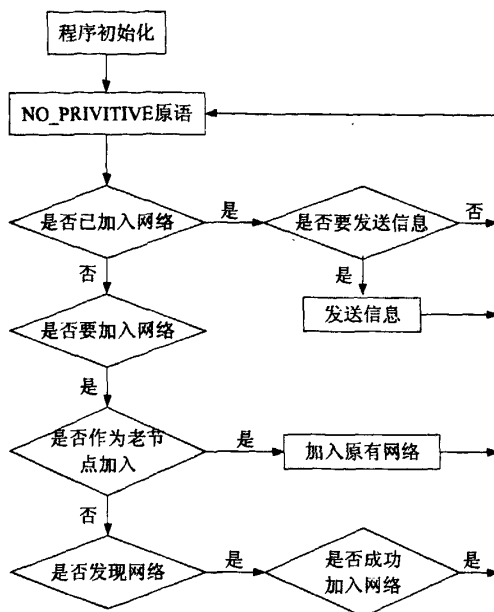 程序初始化
NO_PRIVITIVE原语
是否已加入网络
是
是否要发送信息
否
否
是
是否要加入网络
发送信息
是
是否作为老节
点加入
是
加入原有网络
否
是否发现网络
是
是否成功
加入网络
是